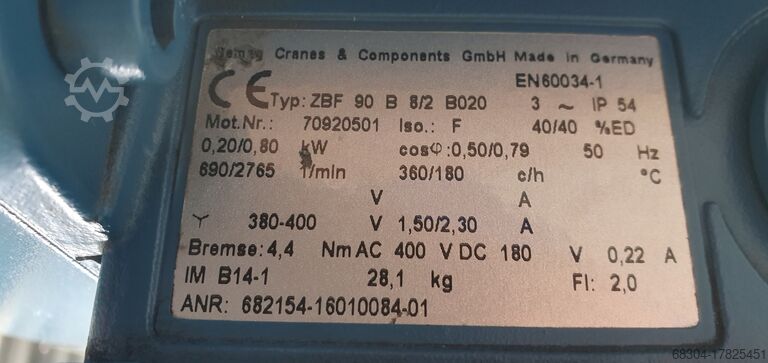 Demag Cranes & Components GmbH Made in Germany
CE EN60034-1
Typ: ZBF 90 B 8/2 B020 3 ~ IP 54
Mot.Nr.: 70920501 Iso.: F 40/40 %ED
0,20/0,80 kW cosφ:0,50/0,79 50 Hz
690/2765 1/min 360/180 c/h °C
V A
Y 380-400 V 1,50/2,30 A
Bremse:4,4 Nm AC 400 V DC 180 V 0,22 A
IM B14-1 28,1 kg FI: 2,0
ANR: 682154-16010084-01
Machineseeker
68304-17825451